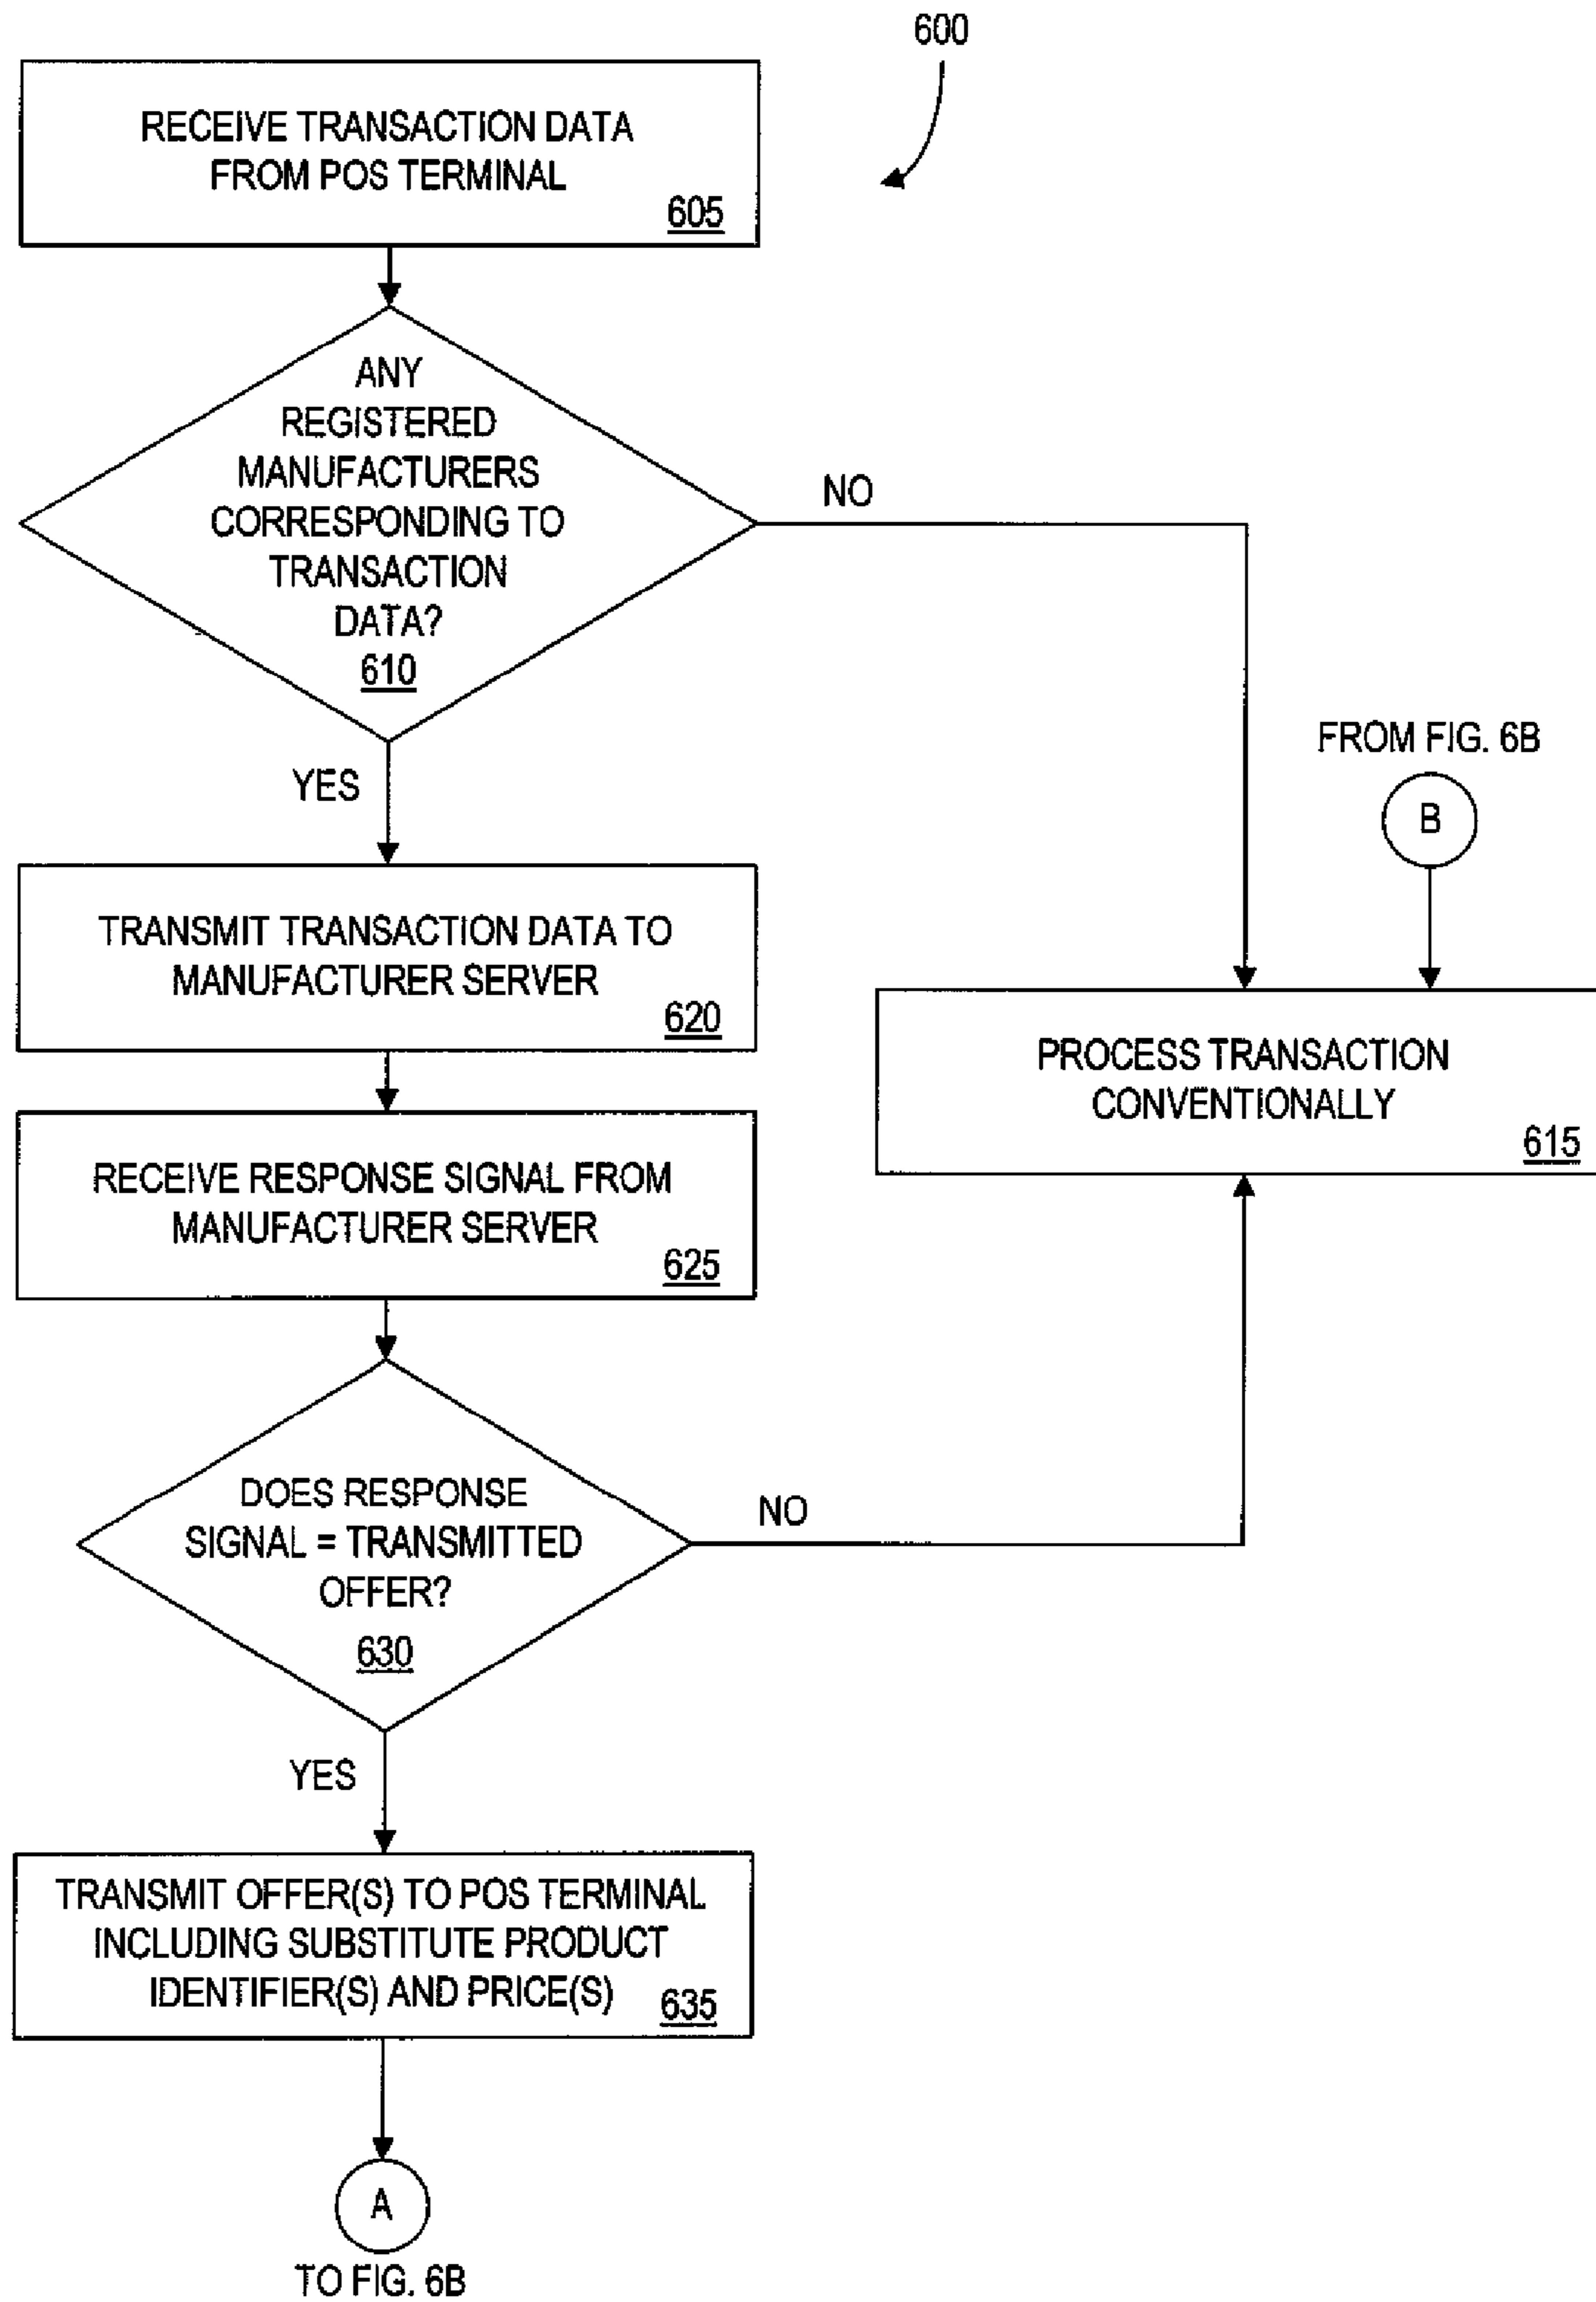 600
RECEIVE TRANSACTION DATA
FROM POS TERMINAL
605
ANY
REGISTERED
MANUFACTURERS
CORRESPONDING TO
TRANSACTION
DATA?
610
NO
YES
FROM FIG. 6B
B
TRANSMIT TRANSACTION DATA TO
MANUFACTURER SERVER
620
PROCESS TRANSACTION
CONVENTIONALLY
615
RECEIVE RESPONSE SIGNAL FROM
MANUFACTURER SERVER
625
DOES RESPONSE
SIGNAL = TRANSMITTED
OFFER?
630
NO
YES
TRANSMIT OFFER(S) TO POS TERMINAL
INCLUDING SUBSTITUTE PRODUCT
IDENTIFIER(S) AND PRICE(S)
635
A
TO FIG. 6B